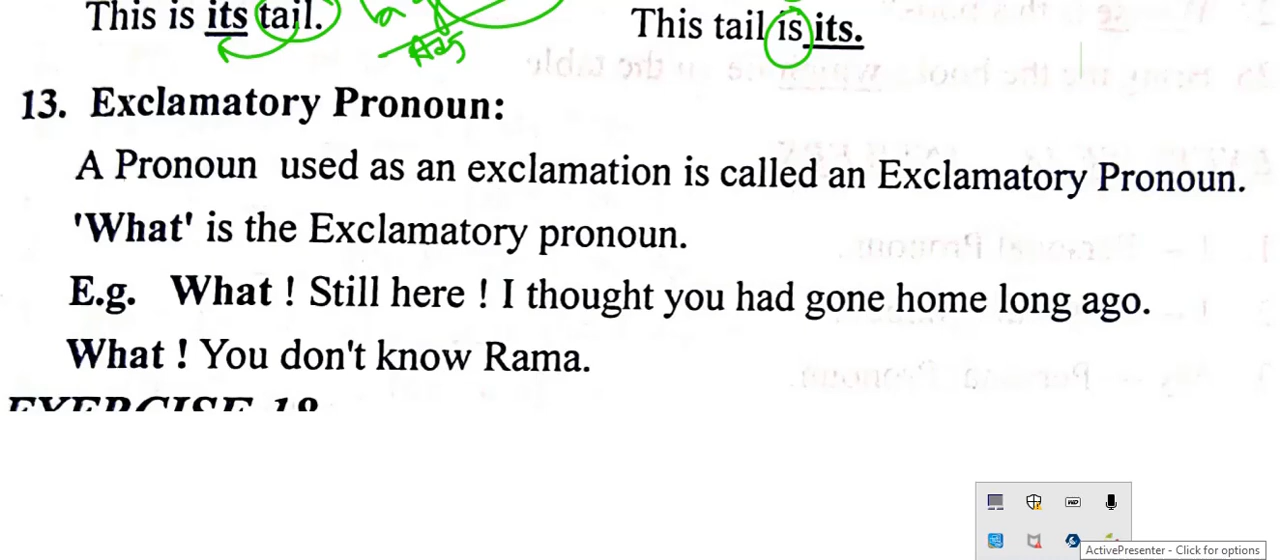 This is its tail.
This tail is its.
13. Exclamatory Pronoun:
A Pronoun used as an exclamation is called an Exclamatory Pronoun.
'What' is the Exclamatory pronoun.
E.g. What ! Still here ! I thought you had gone home long ago.
What ! You don't know Rama.
EXERCISE 18
ActivePresenter - Click for options